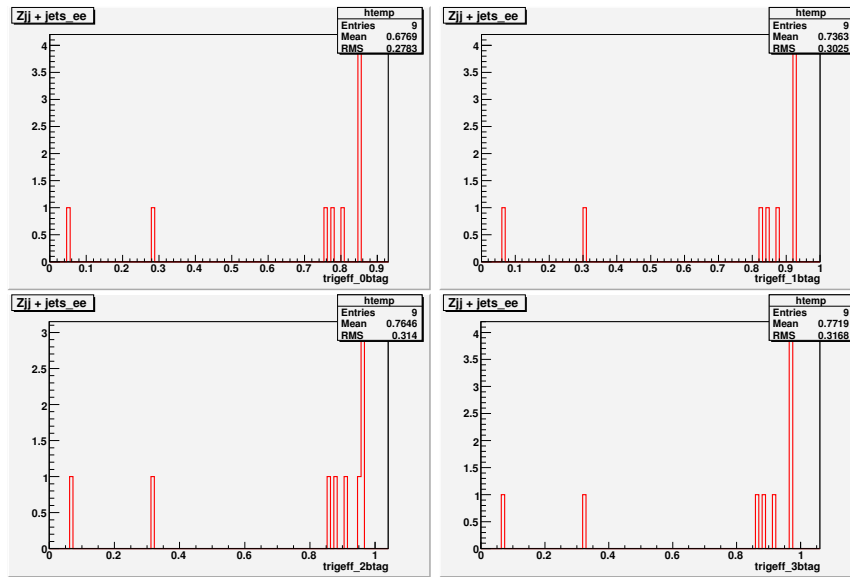 Zjj + jets_ee
htemp
Entries 9
Mean 0.6769
RMS 0.2783
4
3.5
3
2.5
2
1.5
1
0.5
0
0 0.1 0.2 0.3 0.4 0.5 0.6 0.7 0.8 0.9
trigeff_0btag
Zjj + jets_ee
htemp
Entries 9
Mean 0.7363
RMS 0.3025
4
3.5
3
2.5
2
1.5
1
0.5
0
0 0.1 0.2 0.3 0.4 0.5 0.6 0.7 0.8 0.9 1
trigeff_1btag
Zjj + jets_ee
htemp
Entries 9
Mean 0.7646
RMS 0.314
3
2.5
2
1.5
1
0.5
0
0 0.2 0.4 0.6 0.8 1
trigeff_2btag
Zjj + jets_ee
htemp
Entries 9
Mean 0.7719
RMS 0.3168
4
3.5
3
2.5
2
1.5
1
0.5
0
0 0.2 0.4 0.6 0.8 1
trigeff_3btag